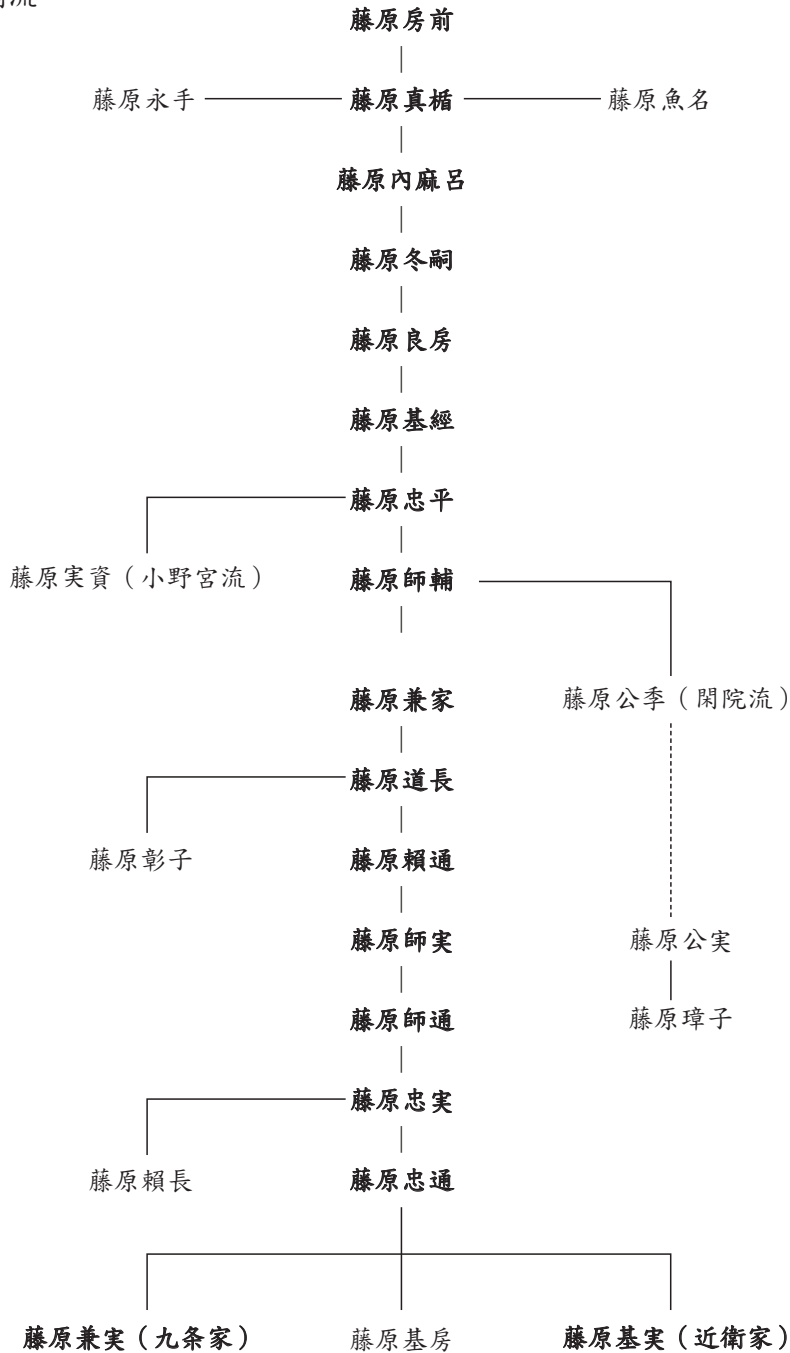 流
藤原房前
藤原永手 藤原真楯 藤原魚名
藤原內麻呂
藤原冬嗣
藤原良房
藤原基經
藤原忠平
藤原実資（小野宮流） 藤原師輔
藤原兼家 藤原公季（閑院流）
藤原道長
藤原彰子 藤原賴通
藤原師実 藤原公実
藤原師通 藤原璋子
藤原忠実
藤原賴長 藤原忠通
藤原兼実（九条家） 藤原基房 藤原基実（近衛家）